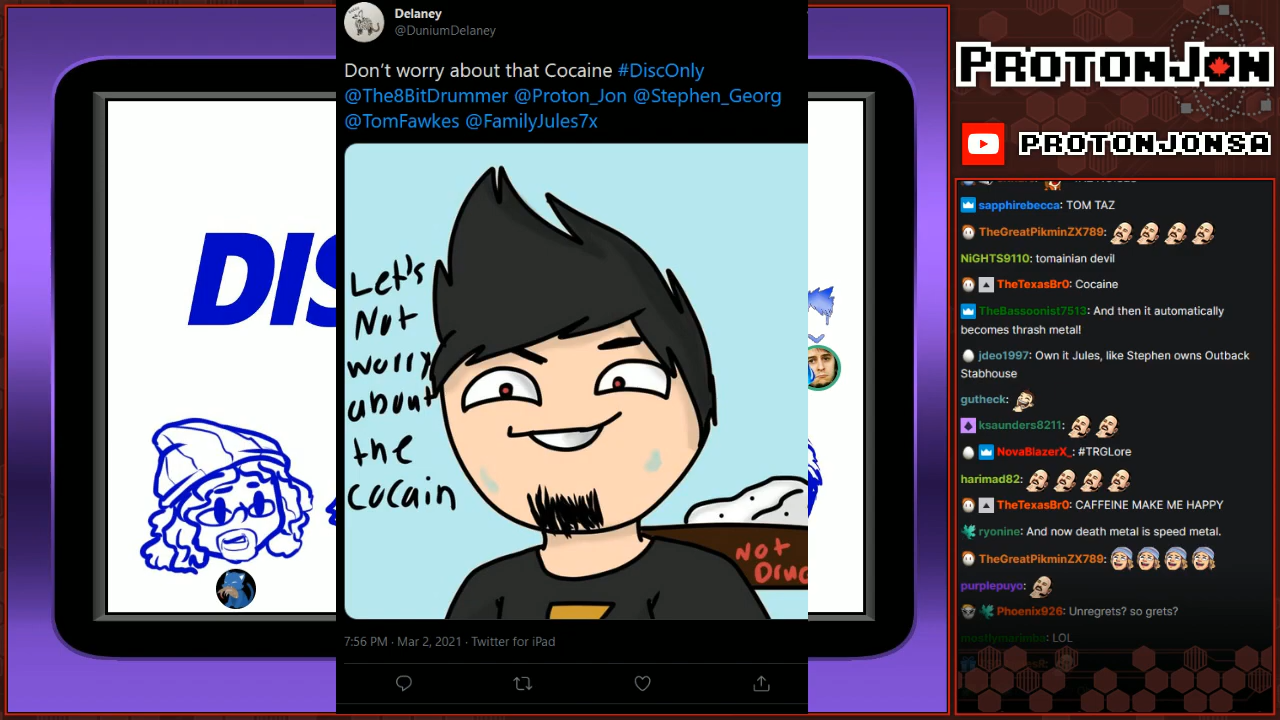 Delaney
@DuniumDelaney
Don't worry about that Cocaine #DiscOnly
@The8BitDrummer @Proton_Jon @Stephen_Georg
@TomFawkes @FamilyJules7x
DIS
Let's
Not
worry
about
the
cocain
Not
7:56 PM · Mar 2, 2021 · Twitter for iPad
PROTONJON
PROTONJONSA
sapphirebecca: TOM TAZ
TheGreatPikminZX789:
NiGHTS9110: tomainian devil
TheTexasBr0: Cocaine
TheBassoonist7513: And then it automatically
becomes thrash metal!
jdeo1997: Own it Jules, like Stephen owns Outback
Stabhouse
gutheck:
ksaunders8211:
NovaBlazerX_: #TRGLore
harimad82:
TheTexasBr0: CAFFEINE MAKE ME HAPPY
ryonine: And now death metal is speed metal.
TheGreatPikminZX789:
purplepuyo:
Phoenix926: Unregrets? so grets?
mostlymarimba: LOL